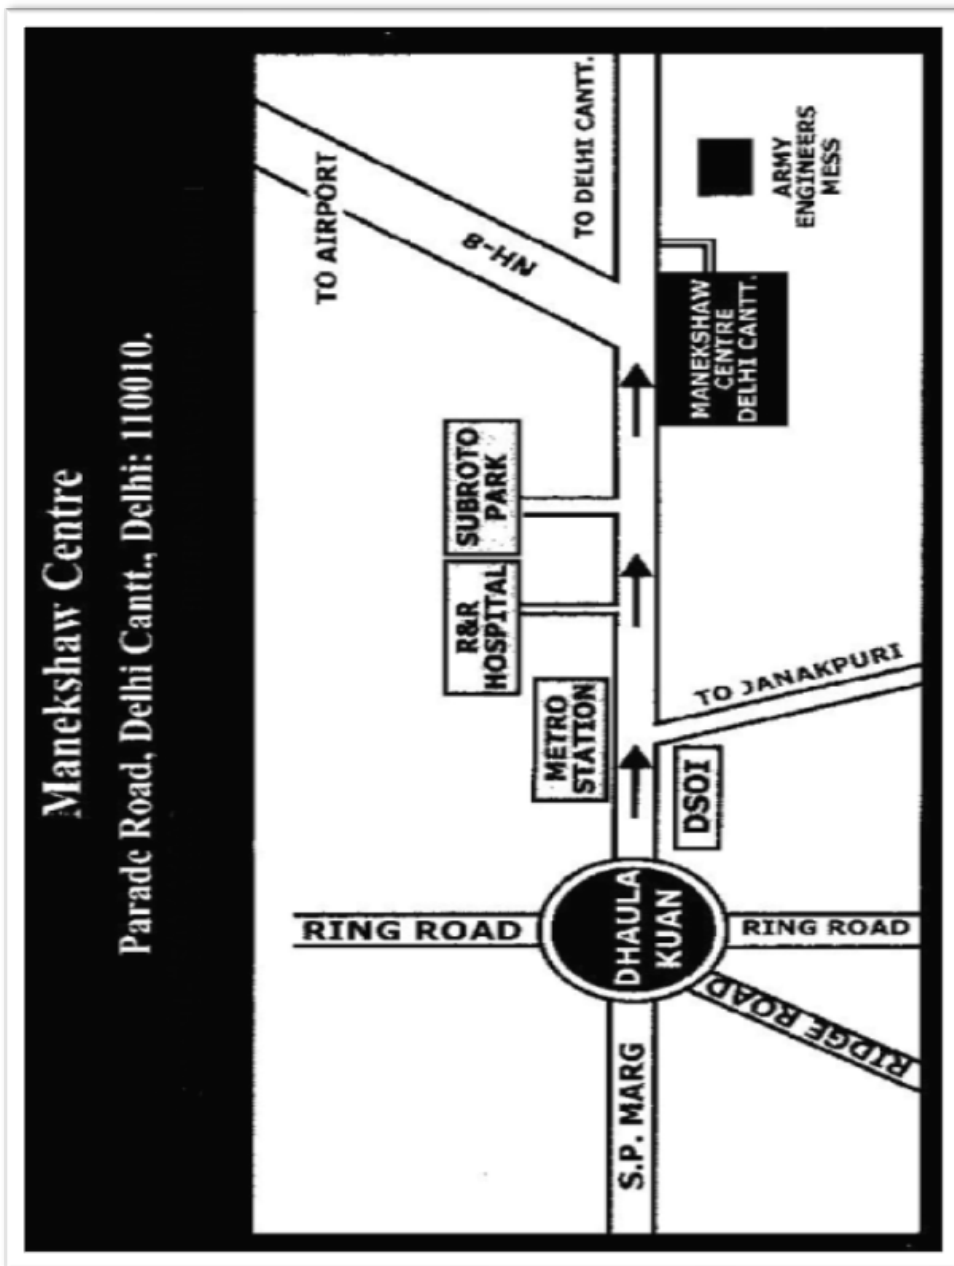 Manekshaw Centre
Parade Road, Delhi Cantt., Delhi: 110010.
TO AIRPORT
NH-8
TO DELHI CANTT.
ARMY
ENGINEERS
MESS
MANEKSHAW
CENTRE
DELHI CANTT.
SUBROTO
PARK
R&R
HOSPITAL
METRO
STATION
TO JANAKPURI
DSOI
DHAULA
KUAN
RING ROAD
RING ROAD
RIDGE ROAD
S.P. MARG